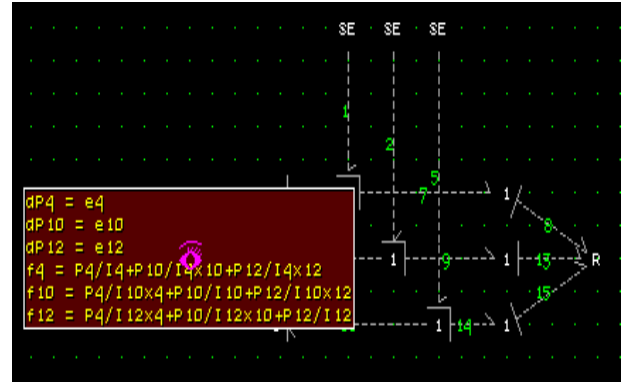 SE SE SE
1
2
5
7 1
8
dP4 = e4
dP10 = e10
dP12 = e12
f4 = P4/I4+P10/I4x10+P12/I4x12
f10 = P4/I10x4+P10/I10+P12/I10x12
f12 = P4/I12x4+P10/I12x10+P12/I12
1 9 1 13 R
15
1 14 1